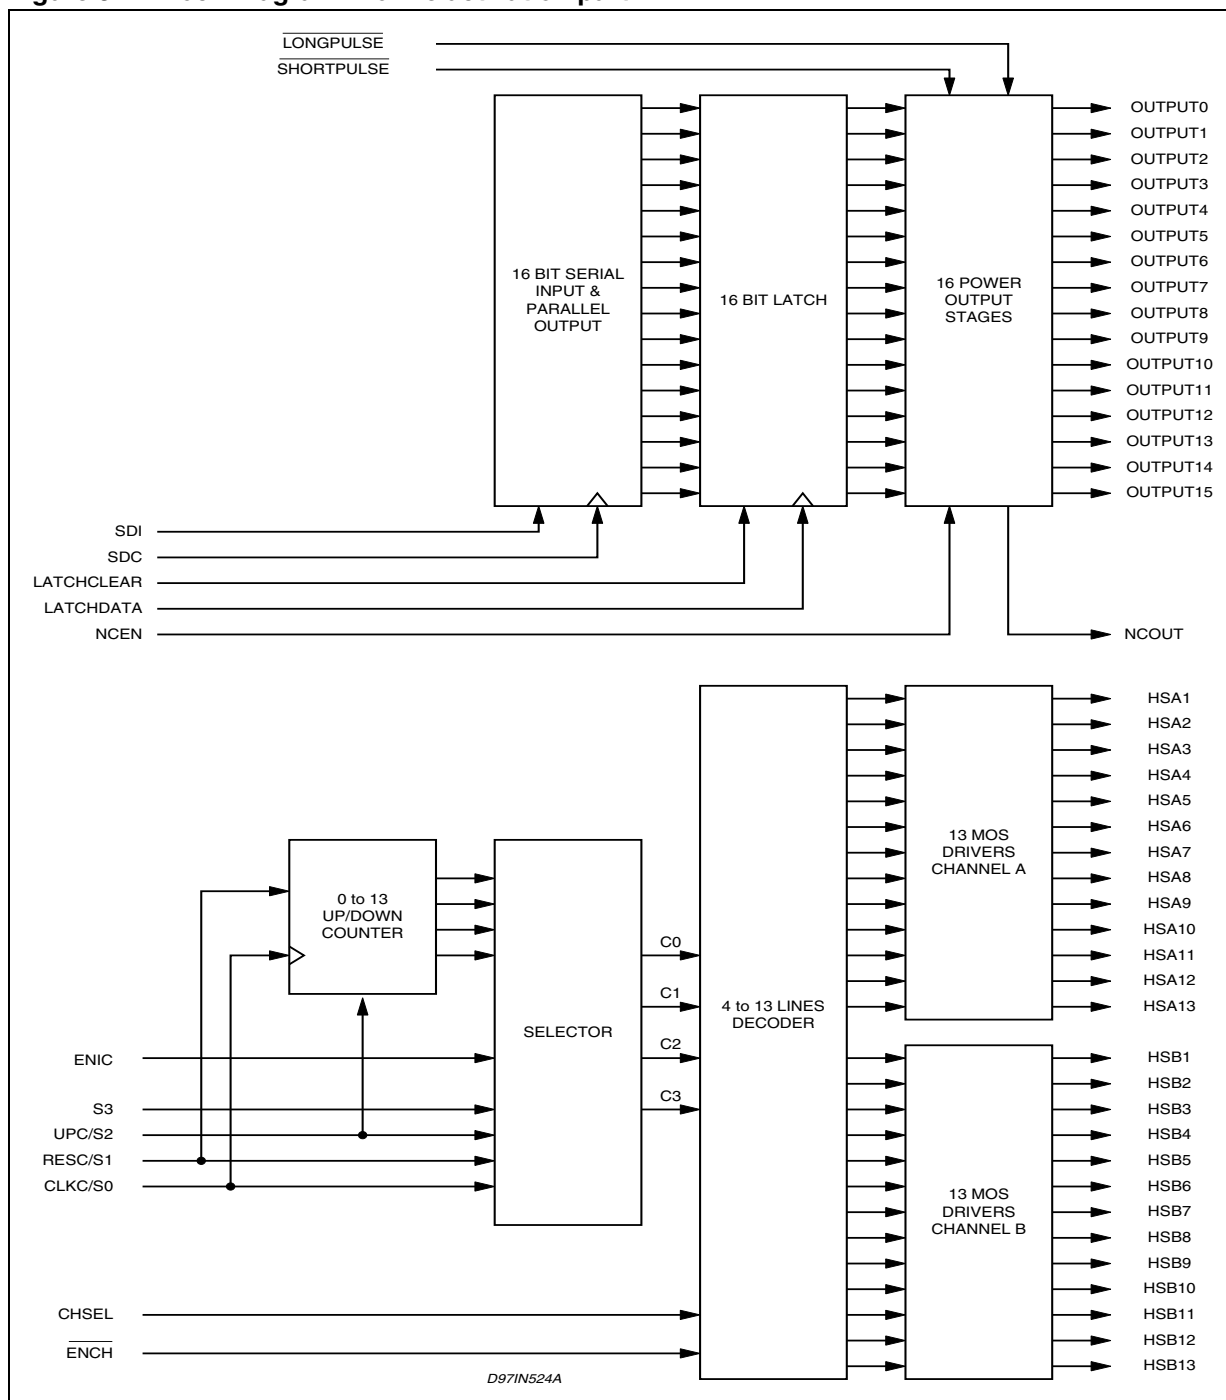 LONGPULSE
SHORTPULSE
16 BIT SERIAL
INPUT &
PARALLEL
OUTPUT
16 BIT LATCH
16 POWER
OUTPUT
STAGES
OUTPUT0
OUTPUT1
OUTPUT2
OUTPUT3
OUTPUT4
OUTPUT5
OUTPUT6
OUTPUT7
OUTPUT8
OUTPUT9
OUTPUT10
OUTPUT11
OUTPUT12
OUTPUT13
OUTPUT14
OUTPUT15
SDI
SDC
LATCHCLEAR
LATCHDATA
NCEN
NCOUT
0 to 13
UP/DOWN
COUNTER
SELECTOR
C0
C1
C2
C3
4 to 13 LINES
DECODER
13 MOS
DRIVERS
CHANNEL A
HSA1
HSA2
HSA3
HSA4
HSA5
HSA6
HSA7
HSA8
HSA9
HSA10
HSA11
HSA12
HSA13
ENIC
S3
UPC/S2
RESC/S1
CLKC/S0
13 MOS
DRIVERS
CHANNEL B
HSB1
HSB2
HSB3
HSB4
HSB5
HSB6
HSB7
HSB8
HSB9
HSB10
HSB11
HSB12
HSB13
CHSEL
ENCH
D97IN524A